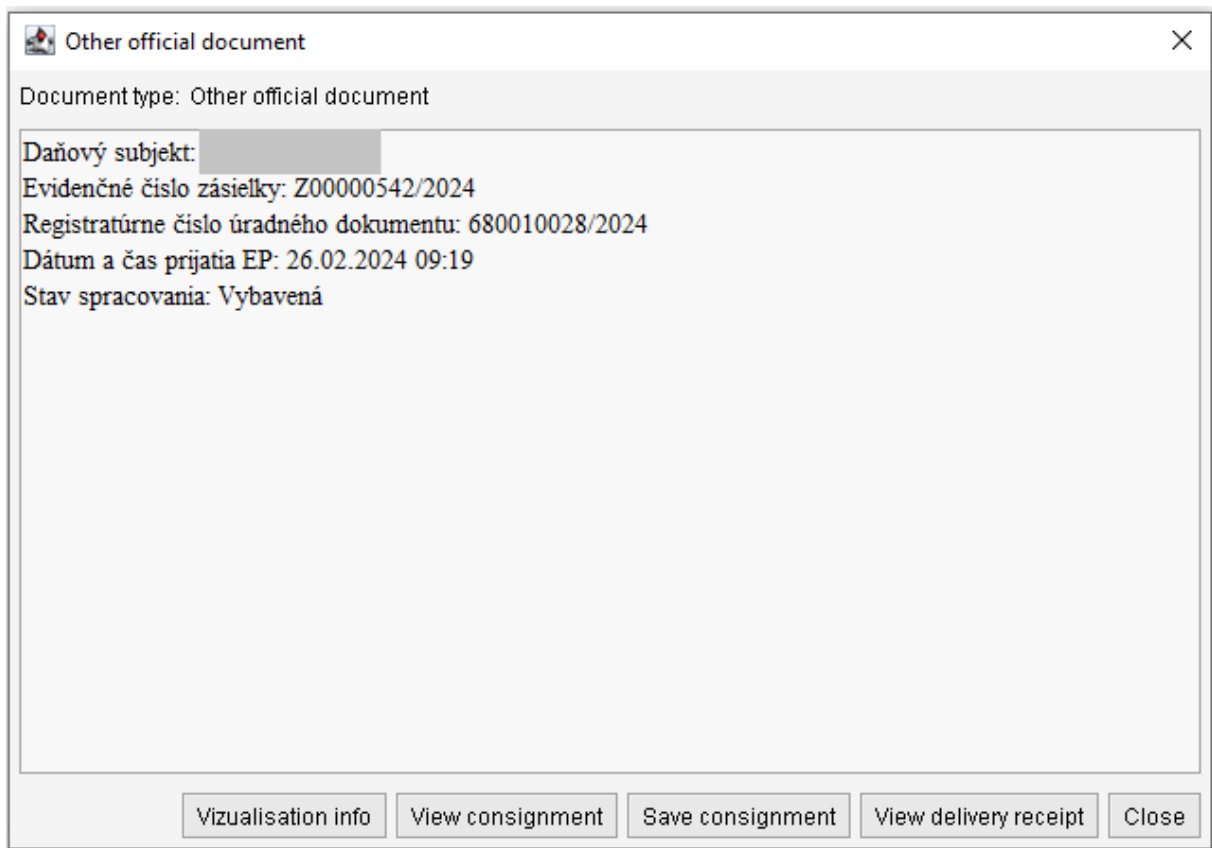 Other official document
Document type: Other official document
Daňový subjekt:
Evidenčné číslo zásielky: Z00000542/2024
Registratúrne číslo úradného dokumentu: 680010028/2024
Dátum a čas prijatia EP: 26.02.2024 09:19
Stav spracovania: Vybavená
Vizualisation info View consignment Save consignment View delivery receipt Close